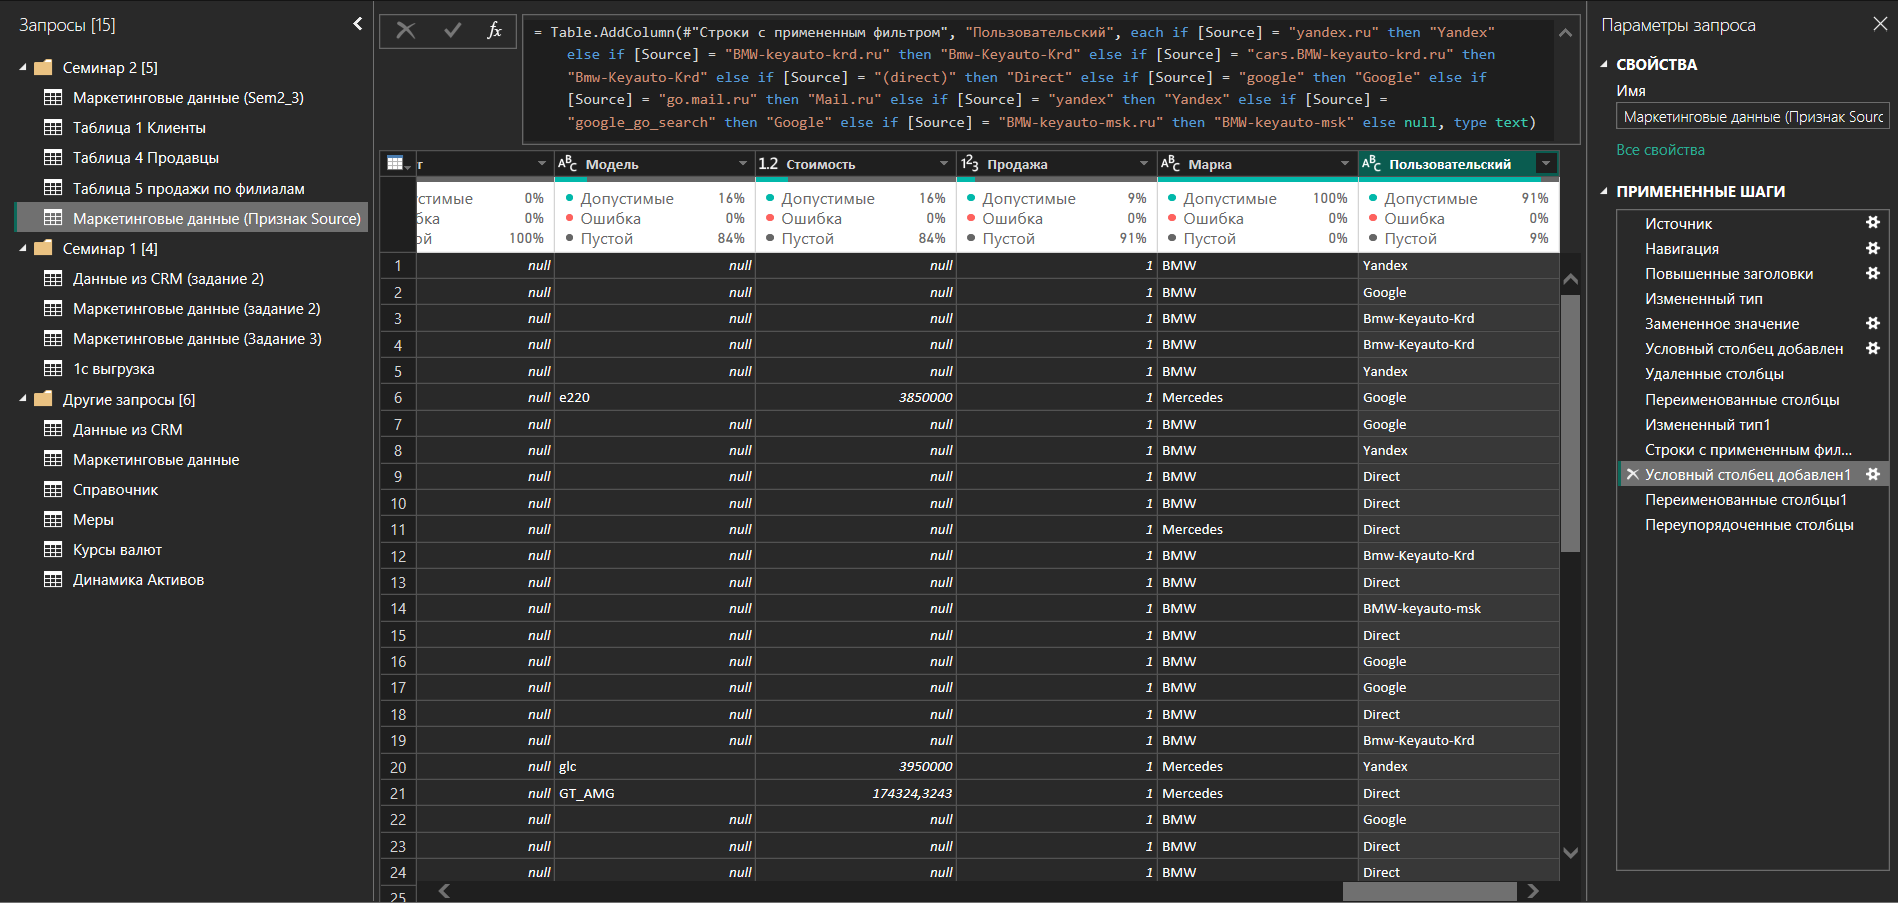 Запросы [15]
Семинар 2 [5]
Маркетинговые данные (Sem2_3)
Таблица 1 Клиенты
Таблица 4 Продавцы
Таблица 5 продажи по филиалам
Маркетинговые данные (Признак Source)
Семинар 1 [4]
Данные из CRM (задание 2)
Маркетинговые данные (задание 2)
Маркетинговые данные (Задание 3)
1с выгрузка
Другие запросы [6]
Данные из CRM
Маркетинговые данные
Справочник
Меры
Курсы валют
Динамика Активов
fx
= Table.AddColumn(#"Строки с примененным фильтром", "Пользовательский", each if [Source] = "yandex.ru" then "Yandex"
else if [Source] = "BMW-keyauto-krd.ru" then "Bmw-Keyauto-Krd" else if [Source] = "cars.BMW-keyauto-krd.ru" then
"Bmw-Keyauto-Krd" else if [Source] = "(direct)" then "Direct" else if [Source] = "google" then "Google" else if
[Source] = "go.mail.ru" then "Mail.ru" else if [Source] = "yandex" then "Yandex" else if [Source] =
"google_go_search" then "Google" else if [Source] = "BMW-keyauto-msk.ru" then "BMW-keyauto-msk" else null, type text)
т ABC Модель 1.2 Стоимость 123 Продажа ABC Марка ABC Пользовательский
устимые 0% Допустимые 16% Допустимые 16% Допустимые 9% Допустимые 100% Допустимые 91%
бка 0% Ошибка 0% Ошибка 0% Ошибка 0% Ошибка 0% Ошибка 0%
ой 100% Пустой 84% Пустой 84% Пустой 91% Пустой 0% Пустой 9%
1 null null null 1 BMW Yandex
2 null null null 1 BMW Google
3 null null null 1 BMW Bmw-Keyauto-Krd
4 null null null 1 BMW Bmw-Keyauto-Krd
5 null null null 1 BMW Yandex
6 null e220 3850000 1 Mercedes Google
7 null null null 1 BMW Google
8 null null null 1 BMW Yandex
9 null null null 1 BMW Direct
10 null null null 1 BMW Direct
11 null null null 1 Mercedes Direct
12 null null null 1 BMW Bmw-Keyauto-Krd
13 null null null 1 BMW Direct
14 null null null 1 BMW BMW-keyauto-msk
15 null null null 1 BMW Direct
16 null null null 1 BMW Google
17 null null null 1 BMW Google
18 null null null 1 BMW Direct
19 null null null 1 BMW Bmw-Keyauto-Krd
20 null glc 3950000 1 Mercedes Yandex
21 null GT_AMG 174324,3243 1 Mercedes Direct
22 null null null 1 BMW Google
23 null null null 1 BMW Direct
24 null null null 1 BMW Direct
25
Параметры запроса
СВОЙСТВА
Имя
Маркетинговые данные (Признак Sourc
Все свойства
ПРИМЕНЕННЫЕ ШАГИ
Источник
Навигация
Повышенные заголовки
Измененный тип
Замененное значение
Условный столбец добавлен
Удаленные столбцы
Переименованные столбцы
Измененный тип1
Строки с примененным фил...
Условный столбец добавлен1
Переименованные столбцы1
Переупорядоченные столбцы